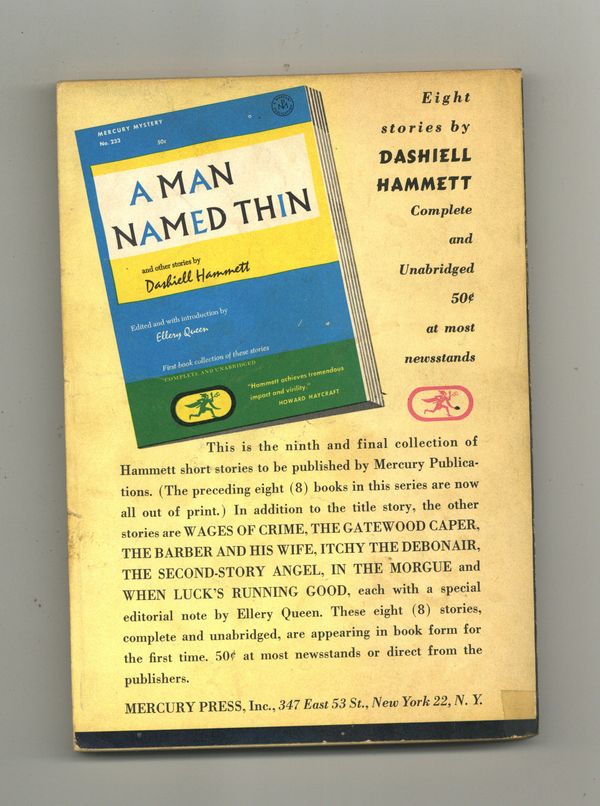 MERCURY MYSTERY
No. 233 50¢
A MAN
NAMED THIN
and other stories by
Dashiell Hammett
Edited and with introduction by
Ellery Queen
First book collection of these stories
COMPLETE AND UNABRIDGED
"Hammett achieves tremendous
impact and virility."
HOWARD HAYCRAFT
Eight
stories by
DASHIELL
HAMMETT
Complete
and
Unabridged
50¢
at most
newsstands
This is the ninth and final collection of
Hammett short stories to be published by Mercury Publica-
tions. (The preceding eight (8) books in this series are now
all out of print.) In addition to the title story, the other
stories are WAGES OF CRIME, THE GATEWOOD CAPER,
THE BARBER AND HIS WIFE, ITCHY THE DEBONAIR,
THE SECOND-STORY ANGEL, IN THE MORGUE and
WHEN LUCK'S RUNNING GOOD, each with a special
editorial note by Ellery Queen. These eight (8) stories,
complete and unabridged, are appearing in book form for
the first time. 50¢ at most newsstands or direct from the
publishers.
MERCURY PRESS, Inc., 347 East 53 St., New York 22, N. Y.